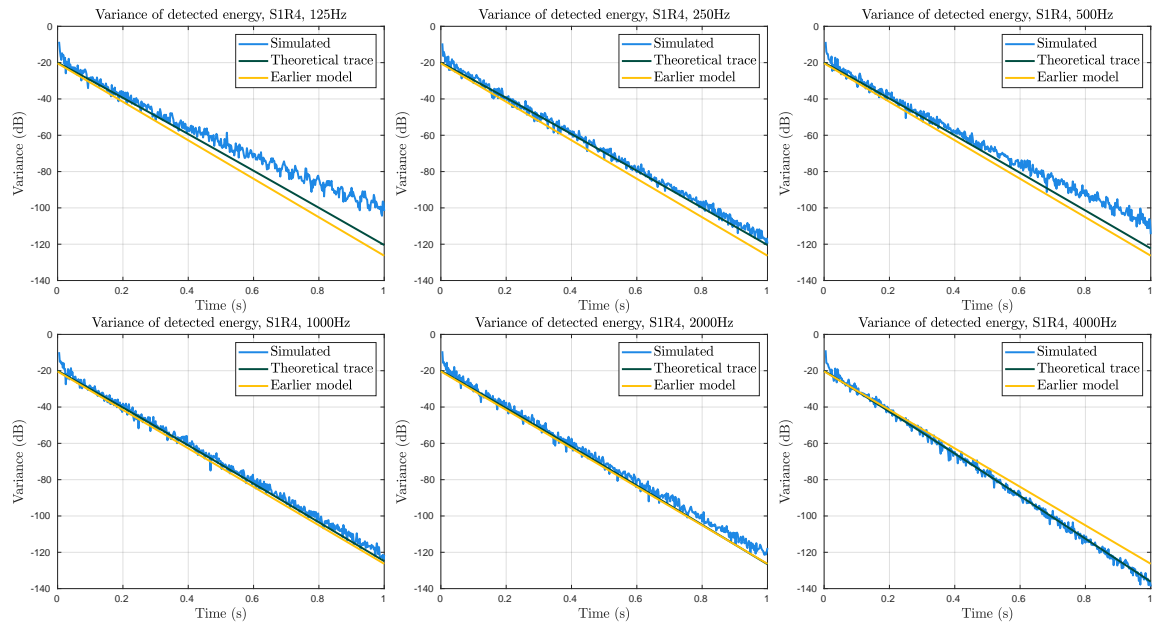 Variance of detected energy, S1R4, 125Hz
Variance (dB)
0
-20
-40
-60
-80
-100
-120
-140
Simulated
Theoretical trace
Earlier model
0 0.2 0.4 0.6 0.8 1
Time (s)
Variance of detected energy, S1R4, 250Hz
Variance (dB)
0
-20
-40
-60
-80
-100
-120
-140
Simulated
Theoretical trace
Earlier model
0 0.2 0.4 0.6 0.8 1
Time (s)
Variance of detected energy, S1R4, 500Hz
Variance (dB)
0
-20
-40
-60
-80
-100
-120
-140
Simulated
Theoretical trace
Earlier model
0 0.2 0.4 0.6 0.8 1
Time (s)
Variance of detected energy, S1R4, 1000Hz
Variance (dB)
0
-20
-40
-60
-80
-100
-120
-140
Simulated
Theoretical trace
Earlier model
0 0.2 0.4 0.6 0.8 1
Time (s)
Variance of detected energy, S1R4, 2000Hz
Variance (dB)
0
-20
-40
-60
-80
-100
-120
-140
Simulated
Theoretical trace
Earlier model
0 0.2 0.4 0.6 0.8 1
Time (s)
Variance of detected energy, S1R4, 4000Hz
Variance (dB)
0
-20
-40
-60
-80
-100
-120
-140
Simulated
Theoretical trace
Earlier model
0 0.2 0.4 0.6 0.8 1
Time (s)